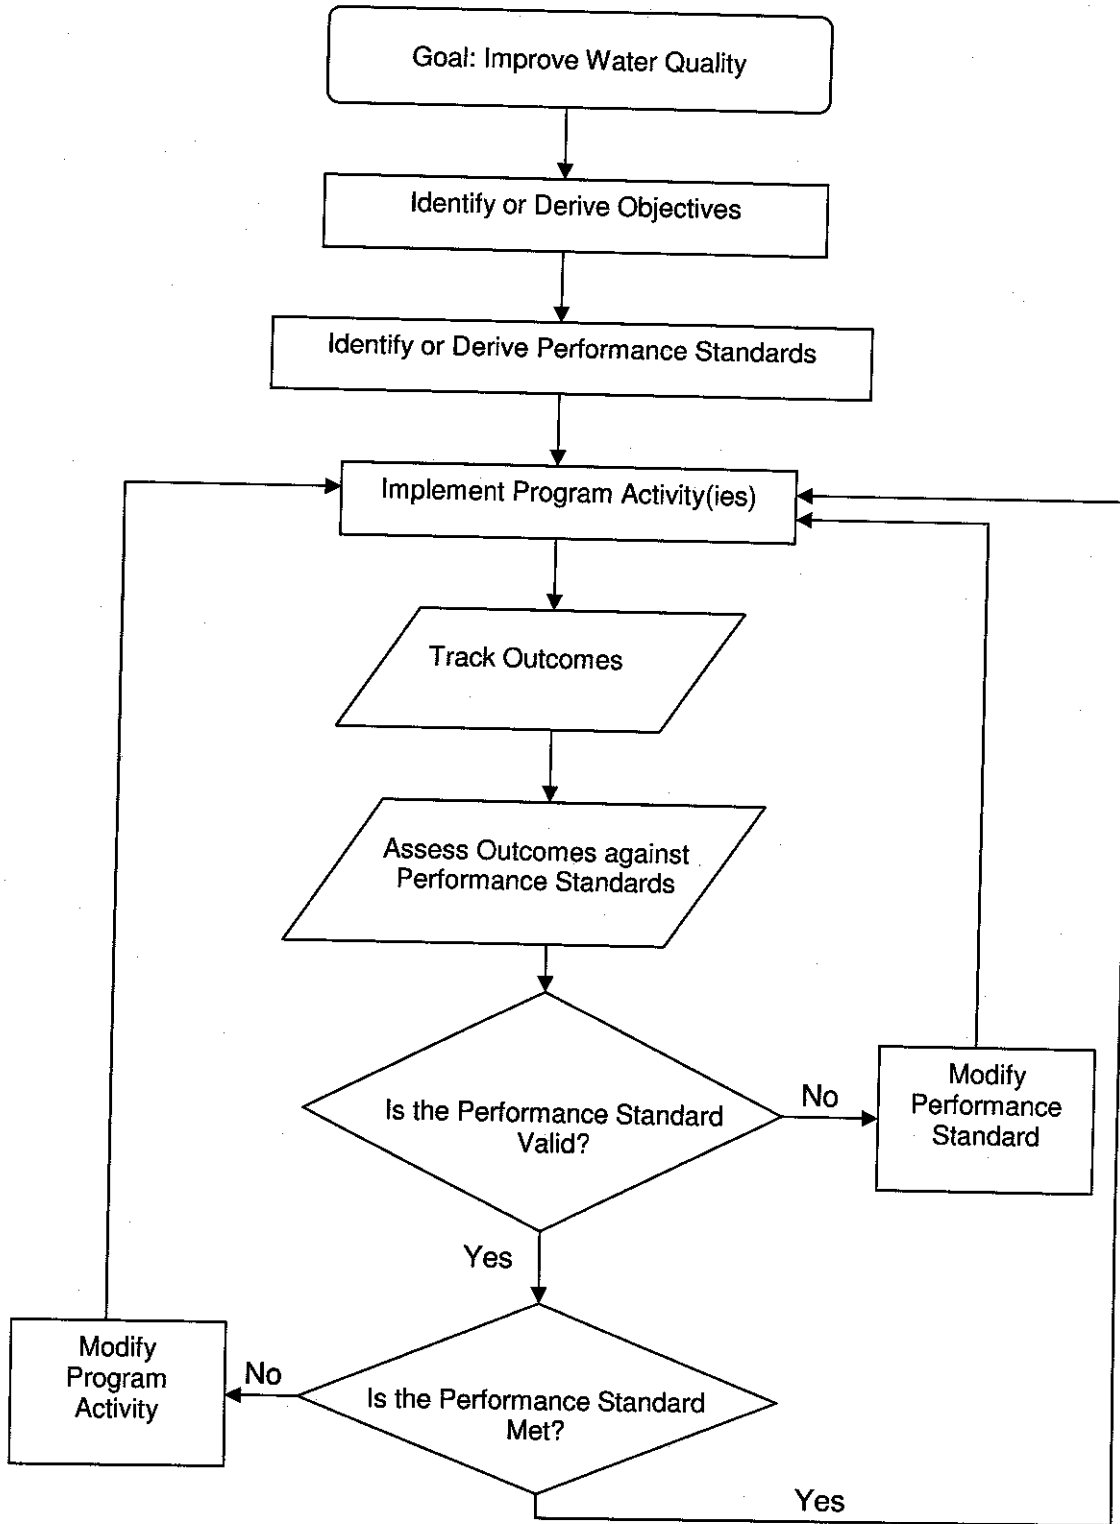 Goal: Improve Water Quality
Identify or Derive Objectives
Identify or Derive Performance Standards
Implement Program Activity(ies)
Track Outcomes
Assess Outcomes against
Performance Standards
Is the Performance Standard
Valid?
No
Modify
Performance
Standard
Yes
Is the Performance Standard
Met?
No
Modify
Program
Activity
Yes